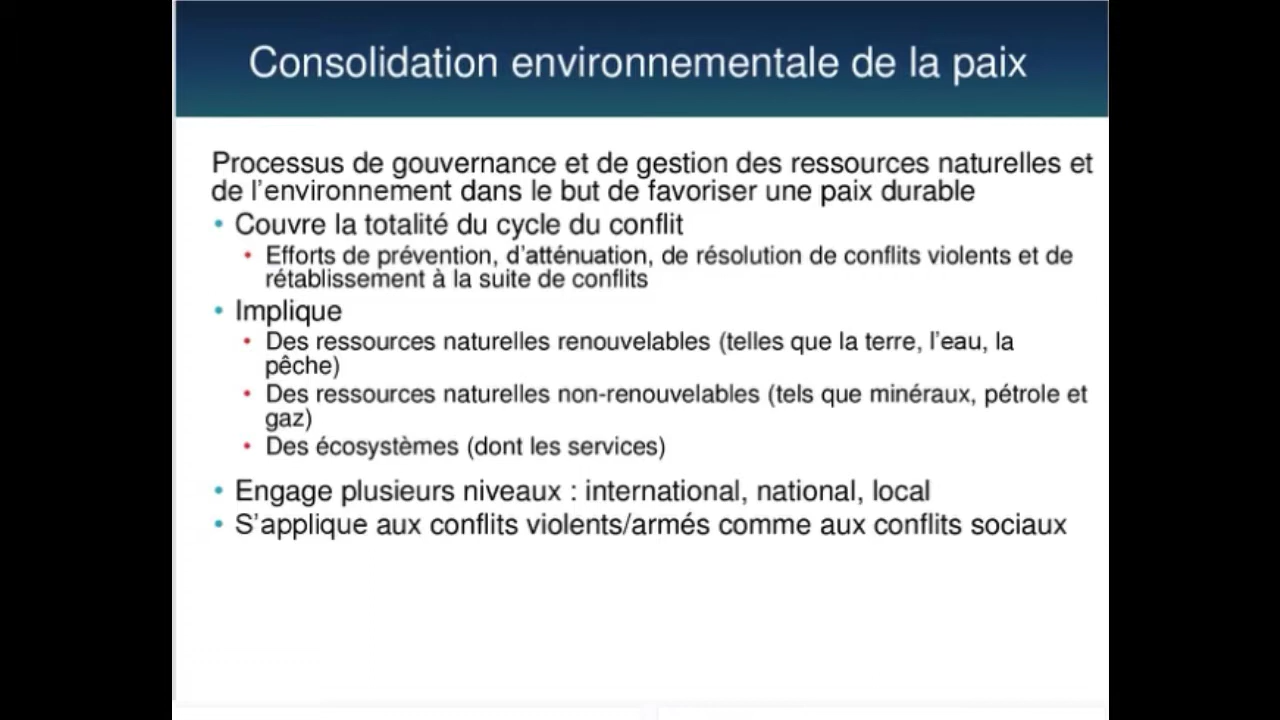 Consolidation environnementale de la paix
Processus de gouvernance et de gestion des ressources naturelles et
de l’environnement dans le but de favoriser une paix durable
• Couvre la totalité du cycle du conflit
• Efforts de prévention, d’atténuation, de résolution de conflits violents et de
rétablissement à la suite de conflits
• Implique
• Des ressources naturelles renouvelables (telles que la terre, l’eau, la
pêche)
• Des ressources naturelles non-renouvelables (tels que minéraux, pétrole et
gaz)
• Des écosystèmes (dont les services)
• Engage plusieurs niveaux : international, national, local
• S’applique aux conflits violents/armés comme aux conflits sociaux